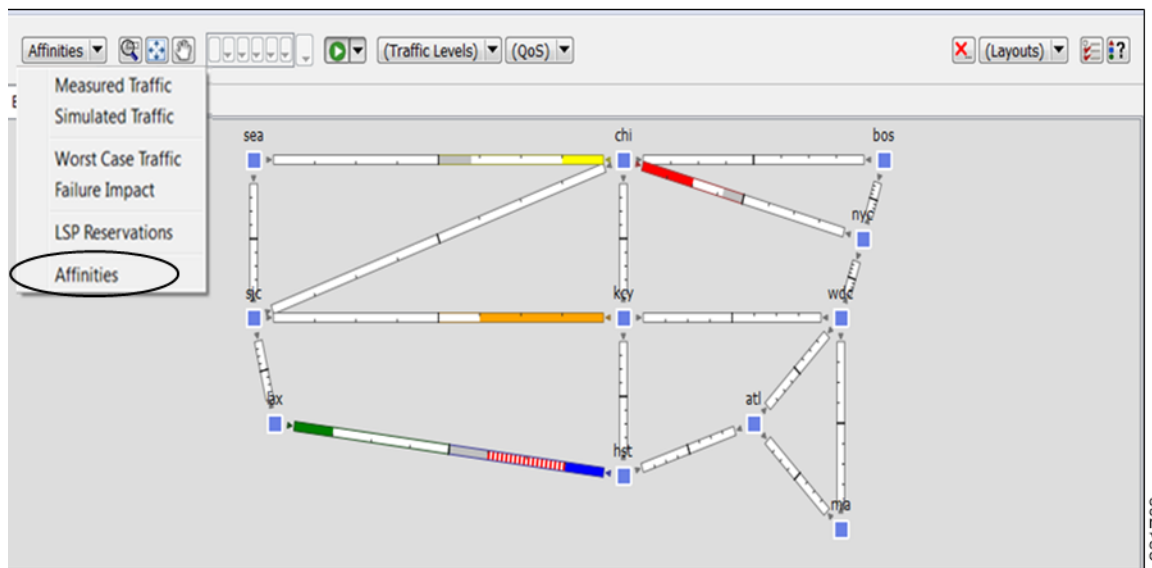 Affinities (Traffic Levels) (QoS) (Layouts) ?
Measured Traffic
Simulated Traffic
Worst Case Traffic
Failure Impact
LSP Reservations
Affinities
sea chi bos
nyc
sjc kcy wdc
lax atl
hst
mia